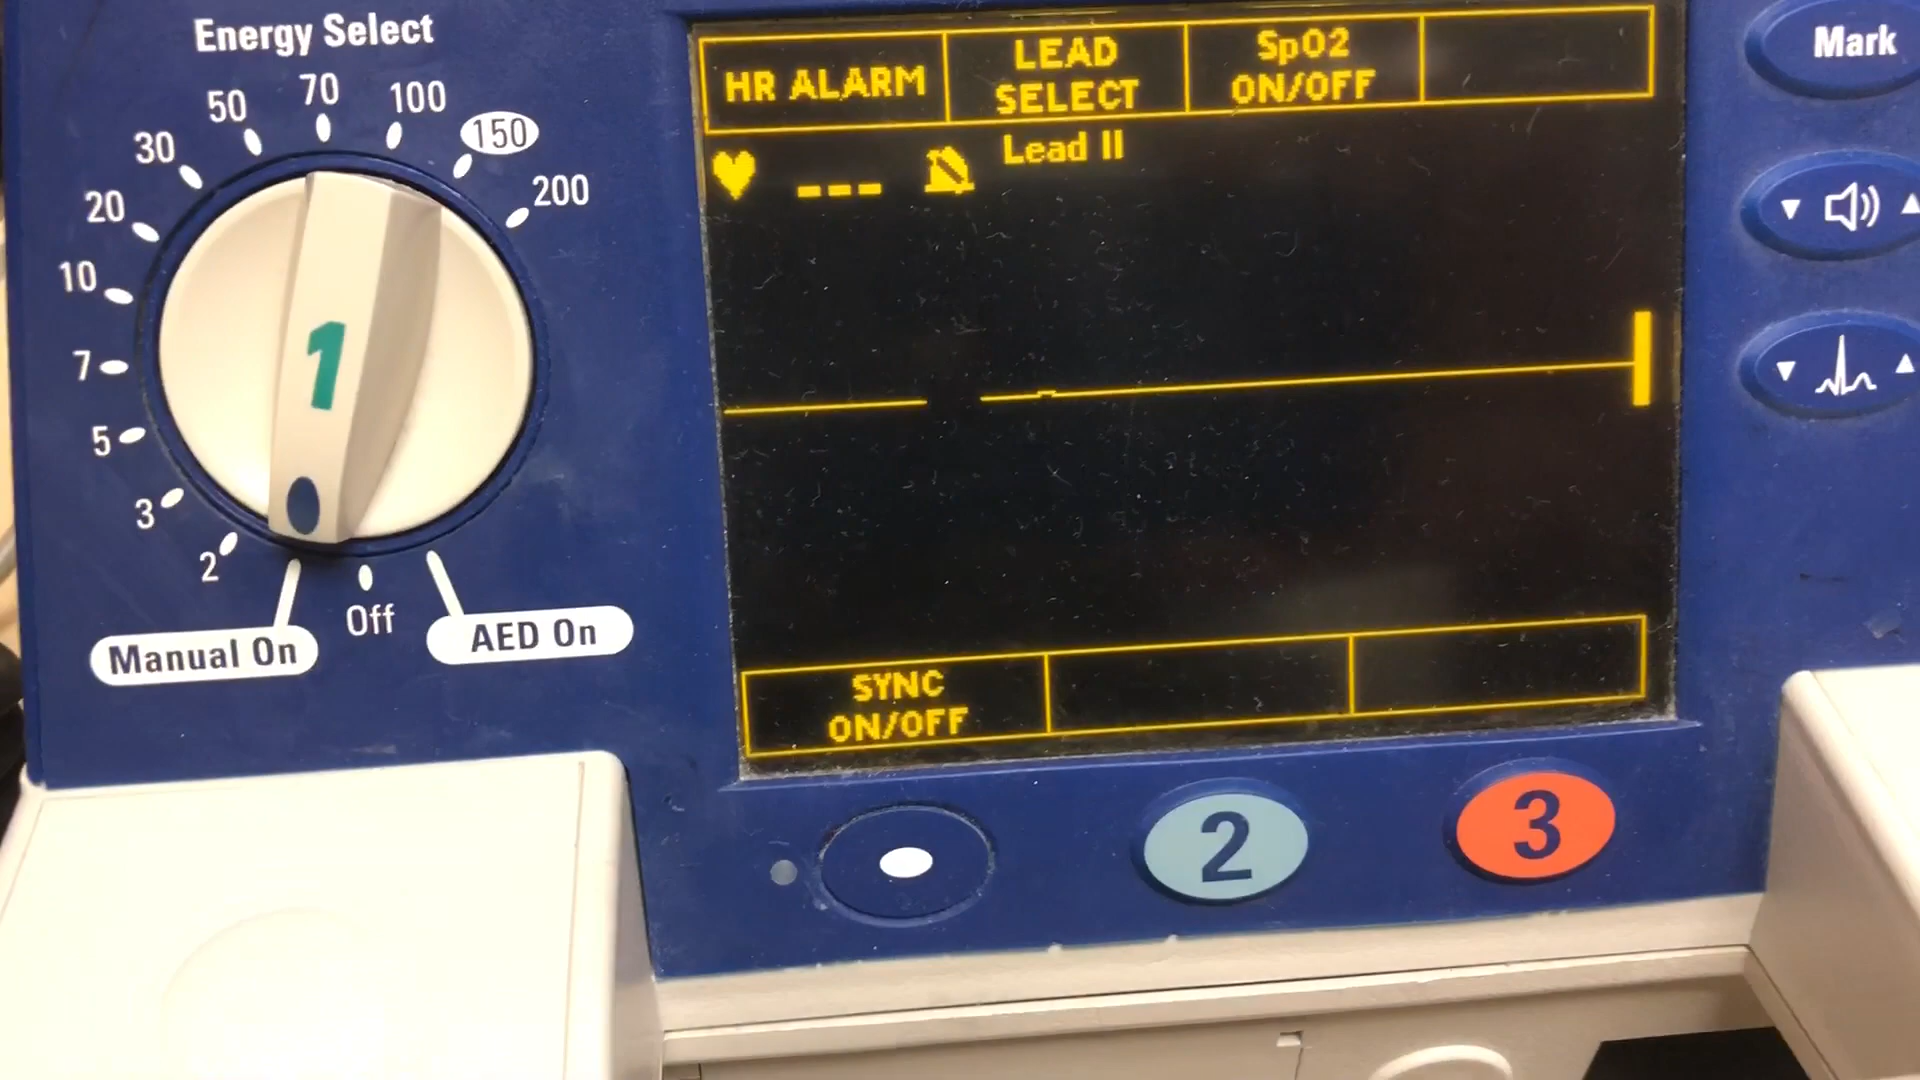 Energy Select
2
3
5
7
10
20
30
50
70
100
150
200
1
Manual On
Off
AED On
HR ALARM
LEAD
SELECT
SpO2
ON/OFF
---
Lead II
SYNC
ON/OFF
Mark
2
3